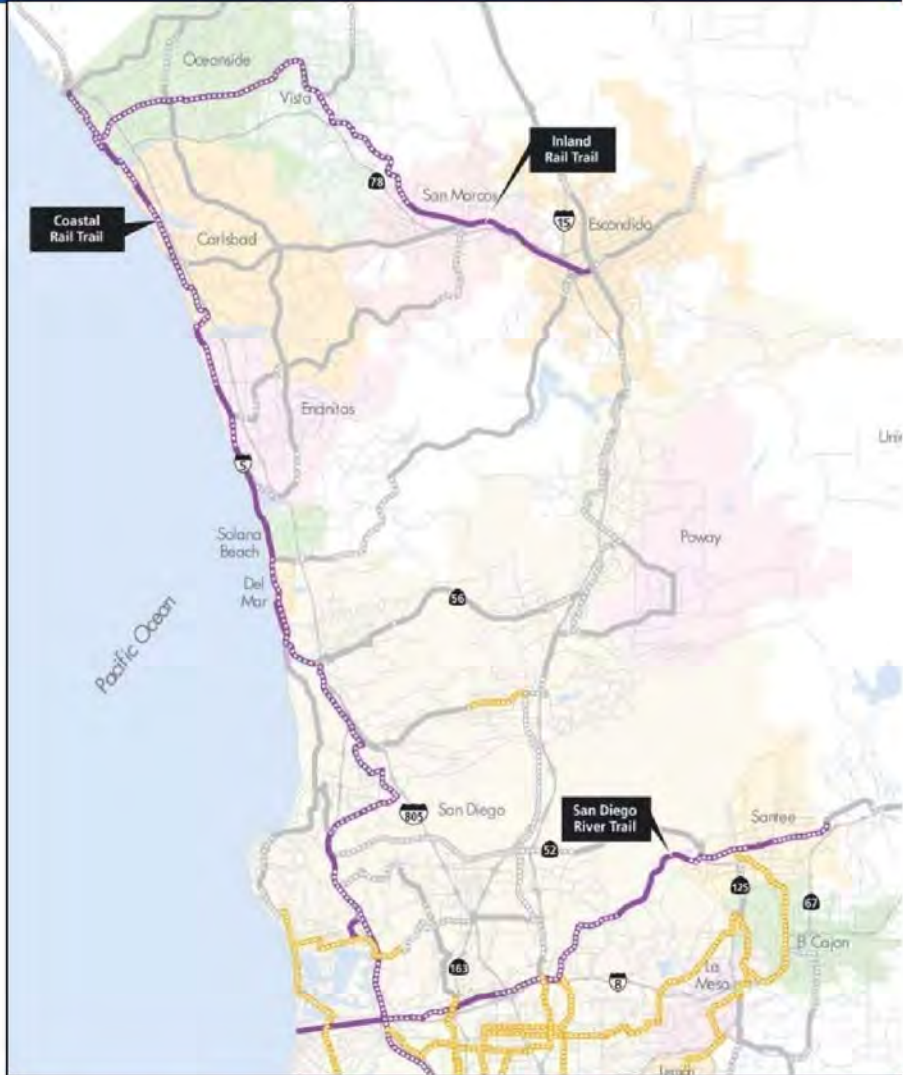 Oceanside
Vista
Inland
Rail Trail
78
San Marcos
15
Escondido
Coastal
Rail Trail
Carlsbad
Encinitas
5
Solana
Beach
Poway
Del
Mar
56
Pacific Ocean
805
San Diego
San Diego
River Trail
Santee
52
125
67
El Cajon
163
8
La
Mesa